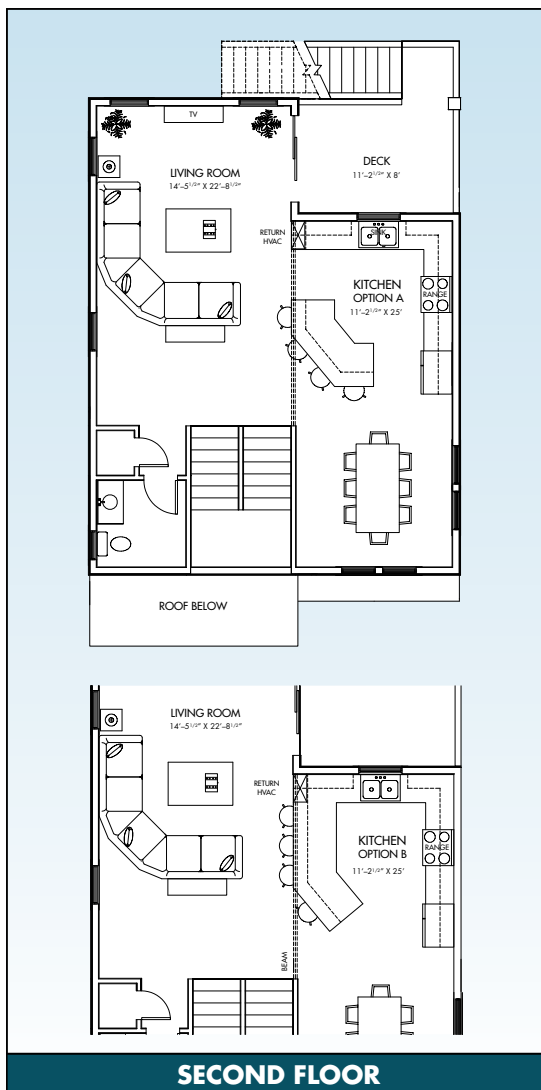 TV
DECK
11'–2 1/2" X 8'
LIVING ROOM
14'–5 1/2" X 22'–8 1/2"
RETURN
HVAC
SINK
KITCHEN
OPTION A
11'–2 1/2" X 25'
RANGE
ROOF BELOW
LIVING ROOM
14'–5 1/2" X 22'–8 1/2"
RETURN
HVAC
KITCHEN
OPTION B
11'–2 1/2" X 25'
RANGE
BEAM
SECOND FLOOR